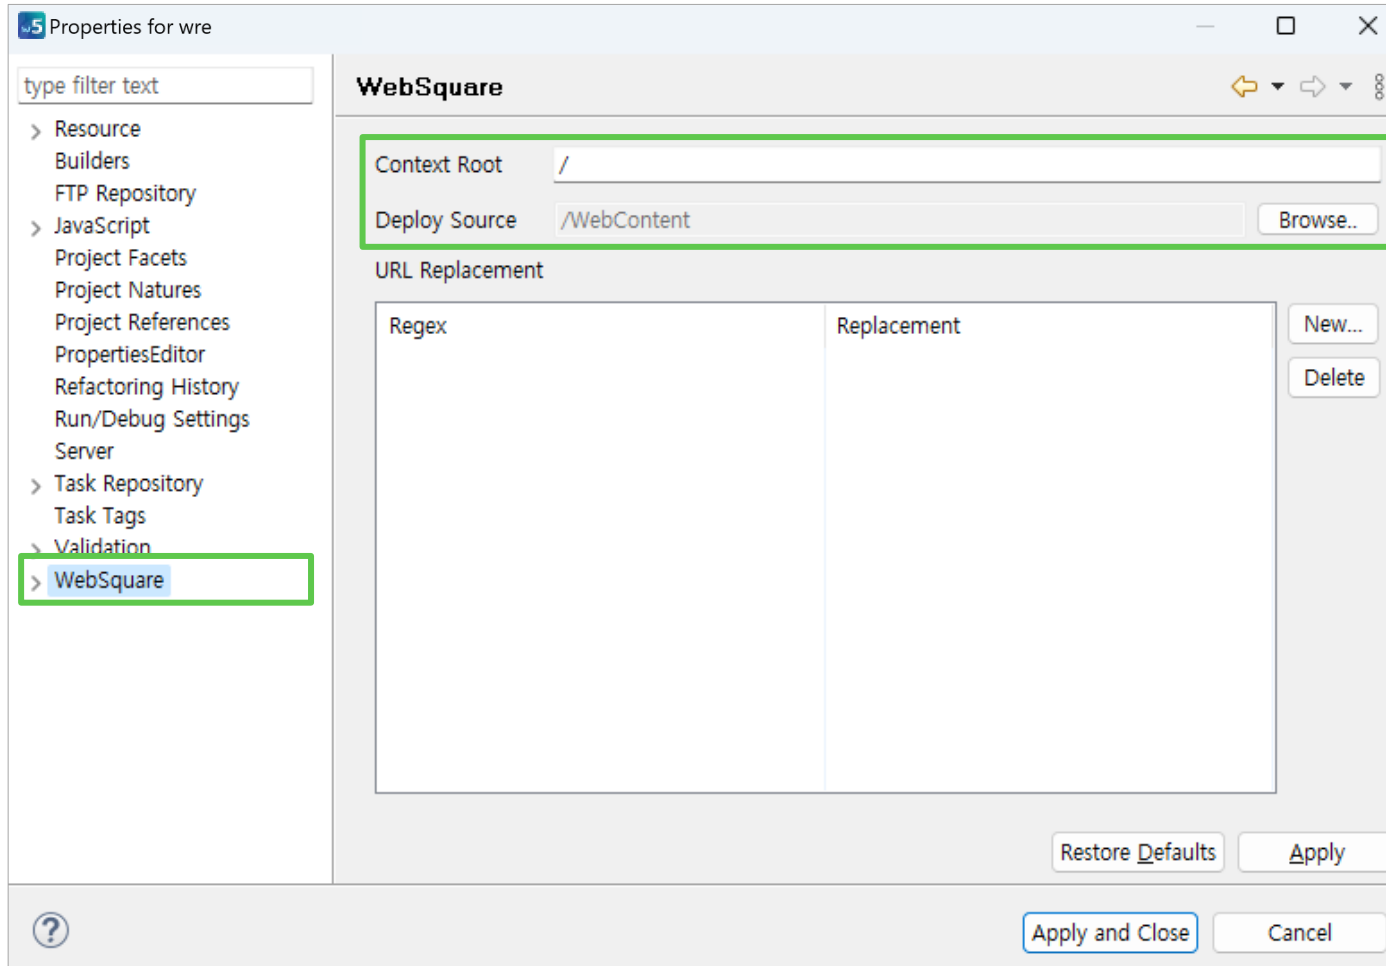 w5 Properties for wre
type filter text
Resource
Builders
FTP Repository
JavaScript
Project Facets
Project Natures
Project References
PropertiesEditor
Refactoring History
Run/Debug Settings
Server
Task Repository
Task Tags
Validation
WebSquare
WebSquare
Context Root /
Deploy Source /WebContent Browse..
URL Replacement
Regex Replacement New...
Delete
Restore Defaults Apply
? Apply and Close Cancel